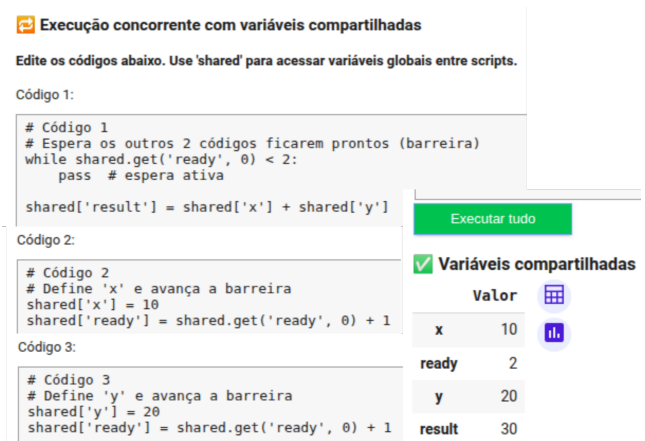 🔁 Execução concorrente com variáveis compartilhadas
Edite os códigos abaixo. Use 'shared' para acessar variáveis globais entre scripts.
Código 1:
# Código 1
# Espera os outros 2 códigos ficarem prontos (barreira)
while shared.get('ready', 0) < 2:
    pass  # espera ativa
shared['result'] = shared['x'] + shared['y']
Código 2:
# Código 2
# Define 'x' e avança a barreira
shared['x'] = 10
shared['ready'] = shared.get('ready', 0) + 1
Código 3:
# Código 3
# Define 'y' e avança a barreira
shared['y'] = 20
shared['ready'] = shared.get('ready', 0) + 1
Executar tudo
✅ Variáveis compartilhadas
Valor
x 10
ready 2
y 20
result 30